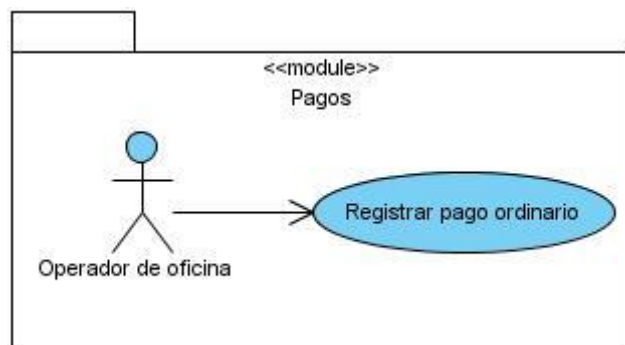 <<module>>
Pagos
Registrar pago ordinario
Operador de oficina